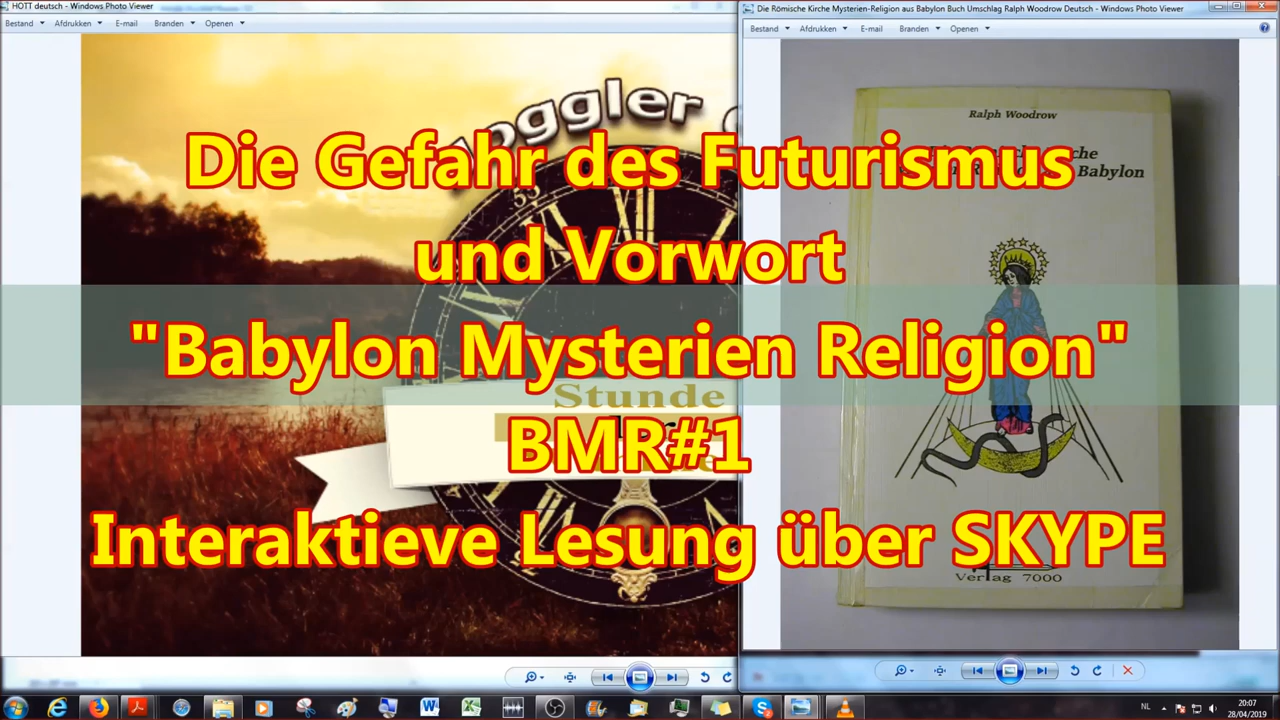 HOTT deutsch - Windows Photo Viewer
Bestand Afdrukken E-mail Branden Openen
Die Römische Kirche Mysterien-Religion aus Babylon Buch Umschlag Ralph Woodrow Deutsch - Windows Photo Viewer
Bestand Afdrukken E-mail Branden Openen
Ralph Woodrow
Die Gefahr des Futurismus
Babylon
und Vorwort
"Babylon Mysterien Religion"
Stunde
BMR#1
Interaktieve Lesung über SKYPE
Verlag 7000
NL
20:07
28/04/2019